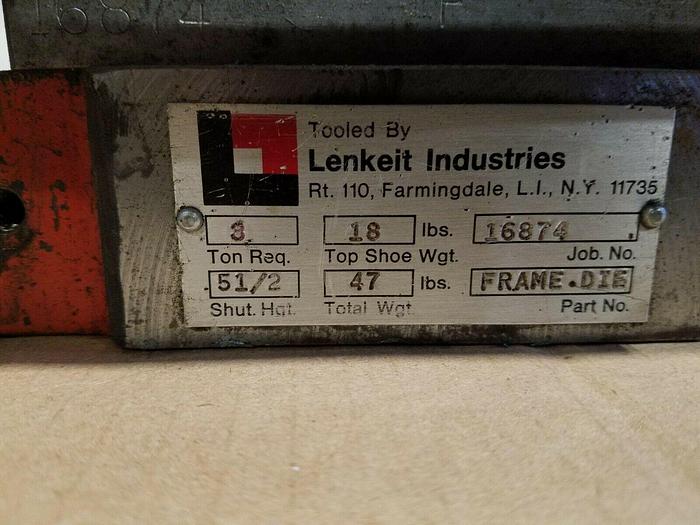 16874
Tooled By
Lenkeit Industries
Rt. 110, Farmingdale, L.I., N.Y. 11735
3 18 lbs. 16874
Ton Req. Top Shoe Wgt. Job. No.
51/2 47 lbs. FRAME.DIE
Shut. Hgt. Total Wgt. Part No.